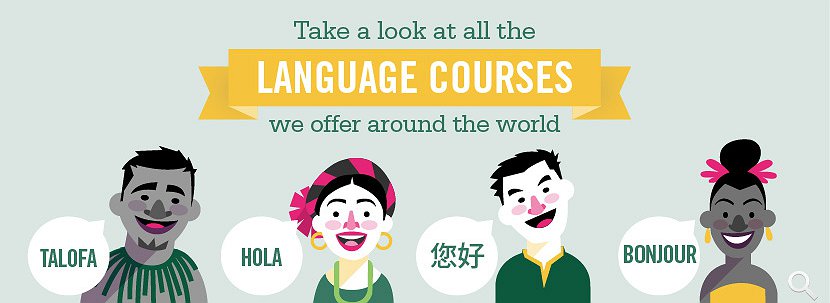 Take a look at all the
LANGUAGE COURSES
we offer around the world
TALOFA
HOLA
您好
BONJOUR